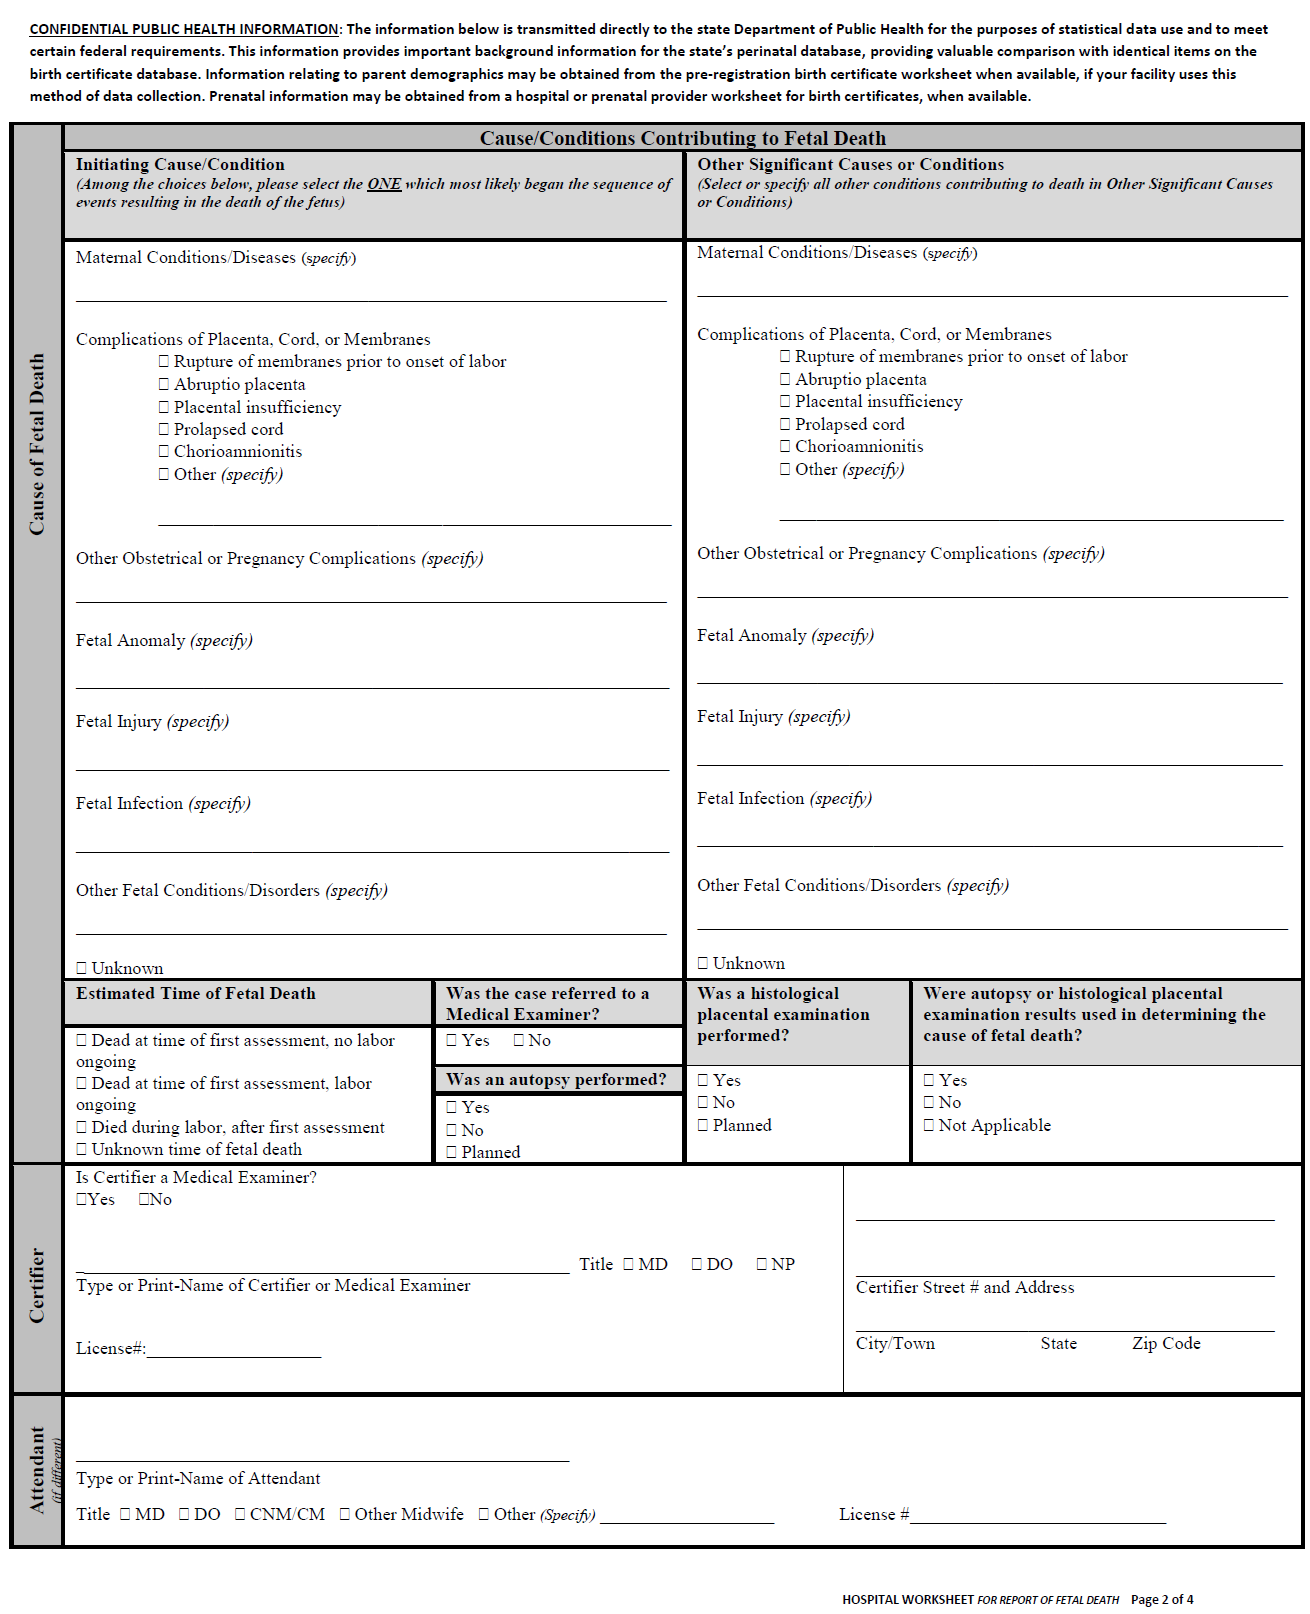 CONFIDENTIAL PUBLIC HEALTH INFORMATION: The information below is transmitted directly to the state Department of Public Health for the purposes of statistical data use and to meet
certain federal requirements. This information provides important background information for the state's perinatal database, providing valuable comparison with identical items on the
birth certificate database. Information relating to parent demographics may be obtained from the pre-registration birth certificate worksheet when available, if your facility uses this
method of data collection. Prenatal information may be obtained from a hospital or prenatal provider worksheet for birth certificates, when available.
Cause of Fetal Death
Cause/Conditions Contributing to Fetal Death
Initiating Cause/Condition
(Among the choices below, please select the ONE which most likely began the sequence of
events resulting in the death of the fetus)
Maternal Conditions/Diseases (specify)
Complications of Placenta, Cord, or Membranes
☐ Rupture of membranes prior to onset of labor
☐ Abruptio placenta
☐ Placental insufficiency
☐ Prolapsed cord
☐ Chorioamnionitis
☐ Other (specify)
Other Obstetrical or Pregnancy Complications (specify)
Fetal Anomaly (specify)
Fetal Injury (specify)
Fetal Infection (specify)
Other Fetal Conditions/Disorders (specify)
☐ Unknown
Other Significant Causes or Conditions
(Select or specify all other conditions contributing to death in Other Significant Causes
or Conditions)
Maternal Conditions/Diseases (specify)
Complications of Placenta, Cord, or Membranes
☐ Rupture of membranes prior to onset of labor
☐ Abruptio placenta
☐ Placental insufficiency
☐ Prolapsed cord
☐ Chorioamnionitis
☐ Other (specify)
Other Obstetrical or Pregnancy Complications (specify)
Fetal Anomaly (specify)
Fetal Injury (specify)
Fetal Infection (specify)
Other Fetal Conditions/Disorders (specify)
☐ Unknown
Estimated Time of Fetal Death
☐ Dead at time of first assessment, no labor
ongoing
☐ Dead at time of first assessment, labor
ongoing
☐ Died during labor, after first assessment
☐ Unknown time of fetal death
Was the case referred to a
Medical Examiner?
☐ Yes ☐ No
Was an autopsy performed?
☐ Yes
☐ No
☐ Planned
Was a histological
placental examination
performed?
☐ Yes
☐ No
☐ Planned
Were autopsy or histological placental
examination results used in determining the
cause of fetal death?
☐ Yes
☐ No
☐ Not Applicable
Certifier
Is Certifier a Medical Examiner?
☐Yes ☐No
Title ☐ MD ☐ DO ☐ NP
Type or Print-Name of Certifier or Medical Examiner
License#:
Certifier Street # and Address
City/Town State Zip Code
Attendant
(if different)
Type or Print-Name of Attendant
Title ☐ MD ☐ DO ☐ CNM/CM ☐ Other Midwife ☐ Other (Specify) License #
HOSPITAL WORKSHEET FOR REPORT OF FETAL DEATH Page 2 of 4